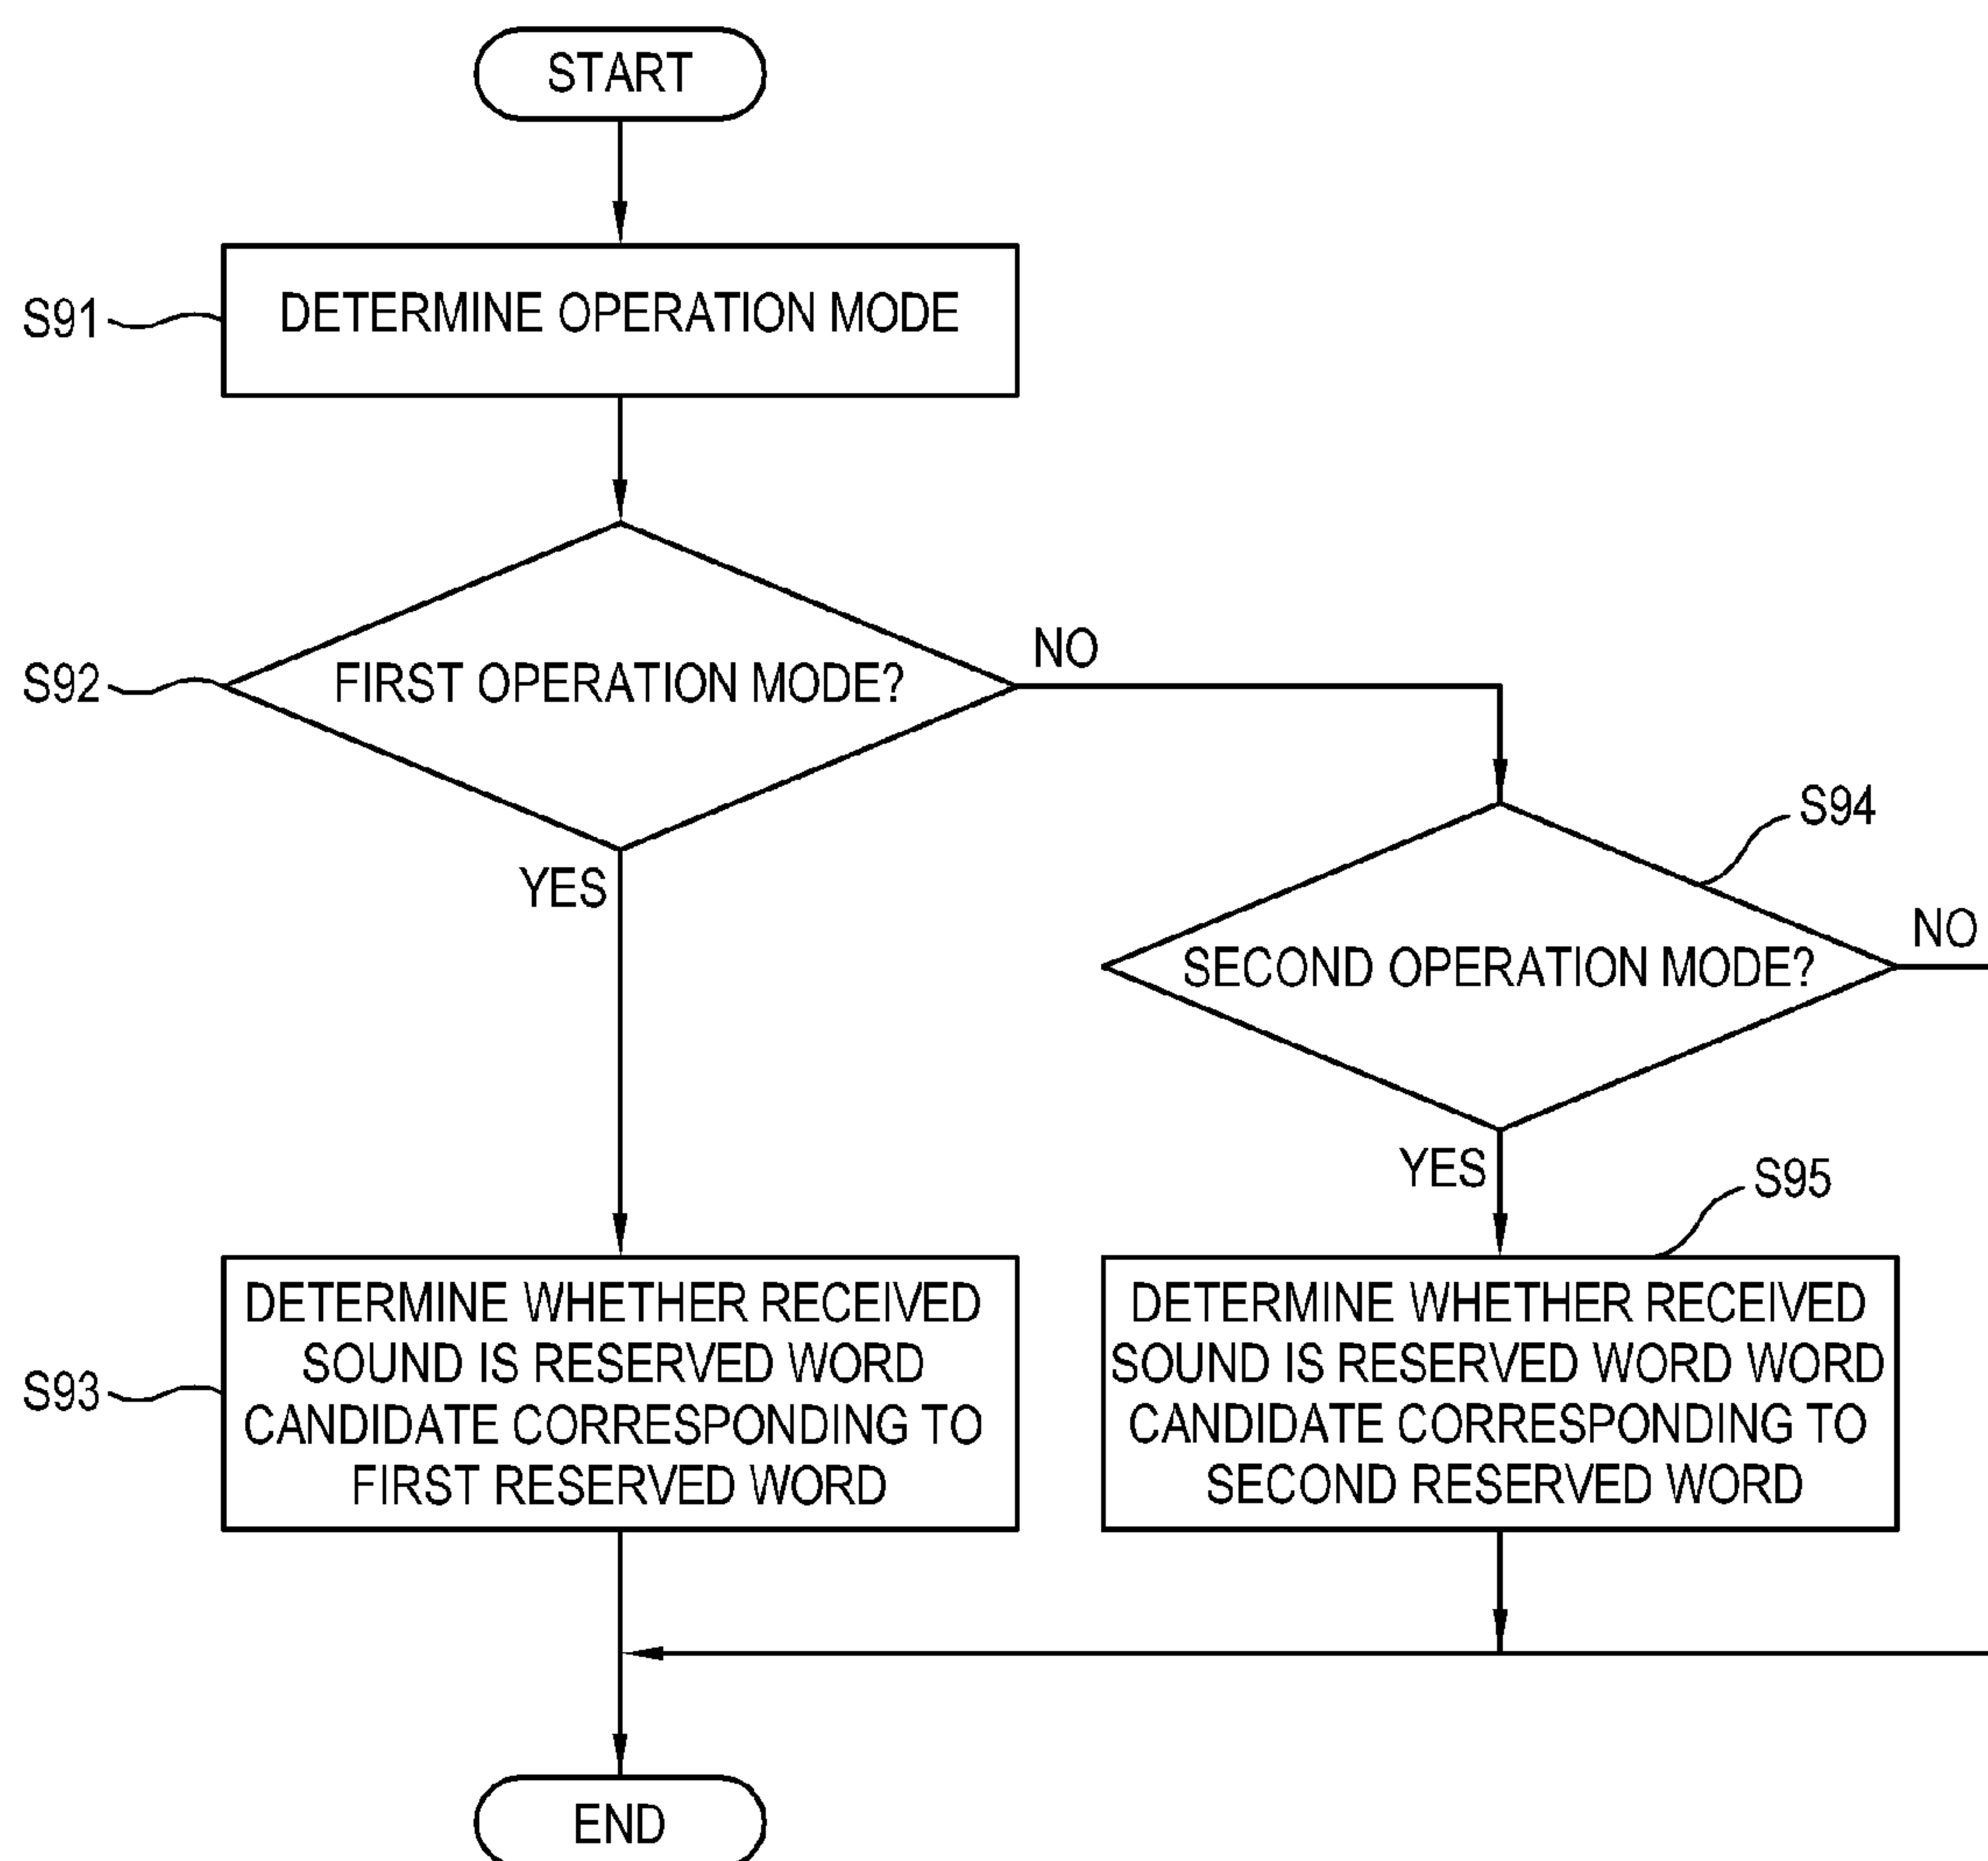 START
S91
DETERMINE OPERATION MODE
S92
FIRST OPERATION MODE?
NO
YES
S94
SECOND OPERATION MODE?
NO
YES
S95
S93
DETERMINE WHETHER RECEIVED
SOUND IS RESERVED WORD
CANDIDATE CORRESPONDING TO
FIRST RESERVED WORD
DETERMINE WHETHER RECEIVED
SOUND IS RESERVED WORD WORD
CANDIDATE CORRESPONDING TO
SECOND RESERVED WORD
END